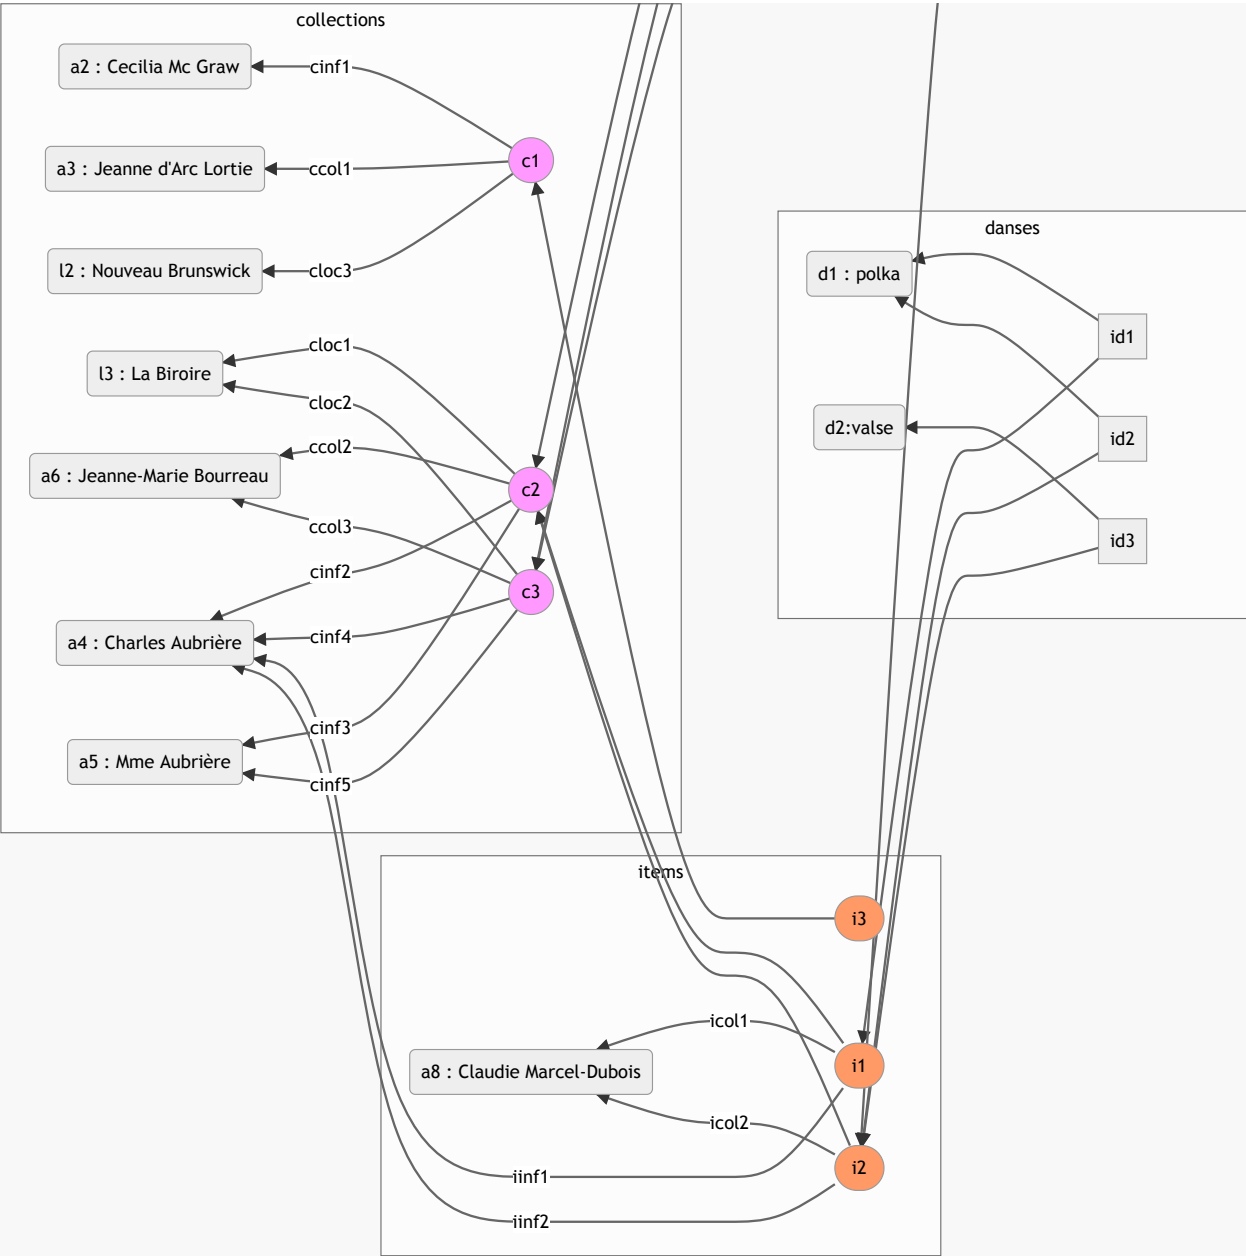 collections
a2 : Cecilia Mc Graw
cinf1
c1
a3 : Jeanne d'Arc Lortie
ccol1
l2 : Nouveau Brunswick
cloc3
l3 : La Biroire
cloc1
cloc2
a6 : Jeanne-Marie Bourreau
ccol2
c2
ccol3
cinf2
c3
a4 : Charles Aubrière
cinf4
cinf3
a5 : Mme Aubrière
cinf5
danses
d1 : polka
id1
d2:valse
id2
id3
items
i3
icol1
a8 : Claudie Marcel-Dubois
i1
icol2
i2
iinf1
iinf2